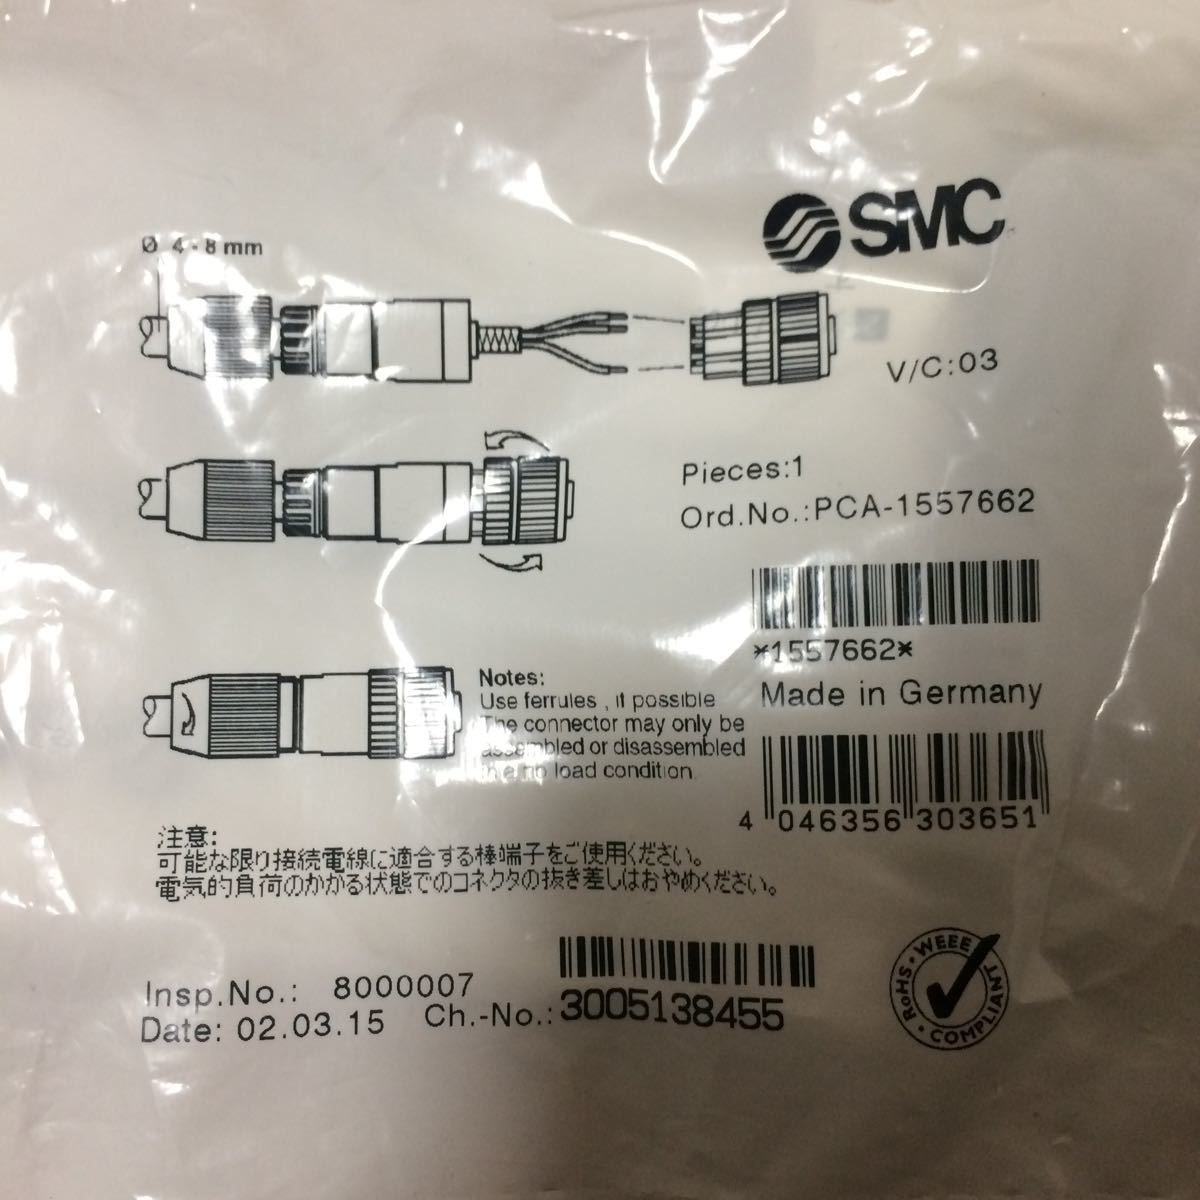 SMC
Ø 4 - 8 mm
V/C:03
Pieces:1
Ord.No.:PCA-1557662
*1557662*
Made in Germany
Notes:
Use ferrules , if possible
The connector may only be
assembled or disassembled
in a no load condition.
4 046356 303651
注意:
可能な限り接続電線に適合する棒端子をご使用ください。
電気的負荷のかかる状態でのコネクタの抜き差しはおやめください。
Insp.No.: 8000007
Date: 02.03.15 Ch.-No.: 3005138455
RoHS · WEEE · COMPLIANT